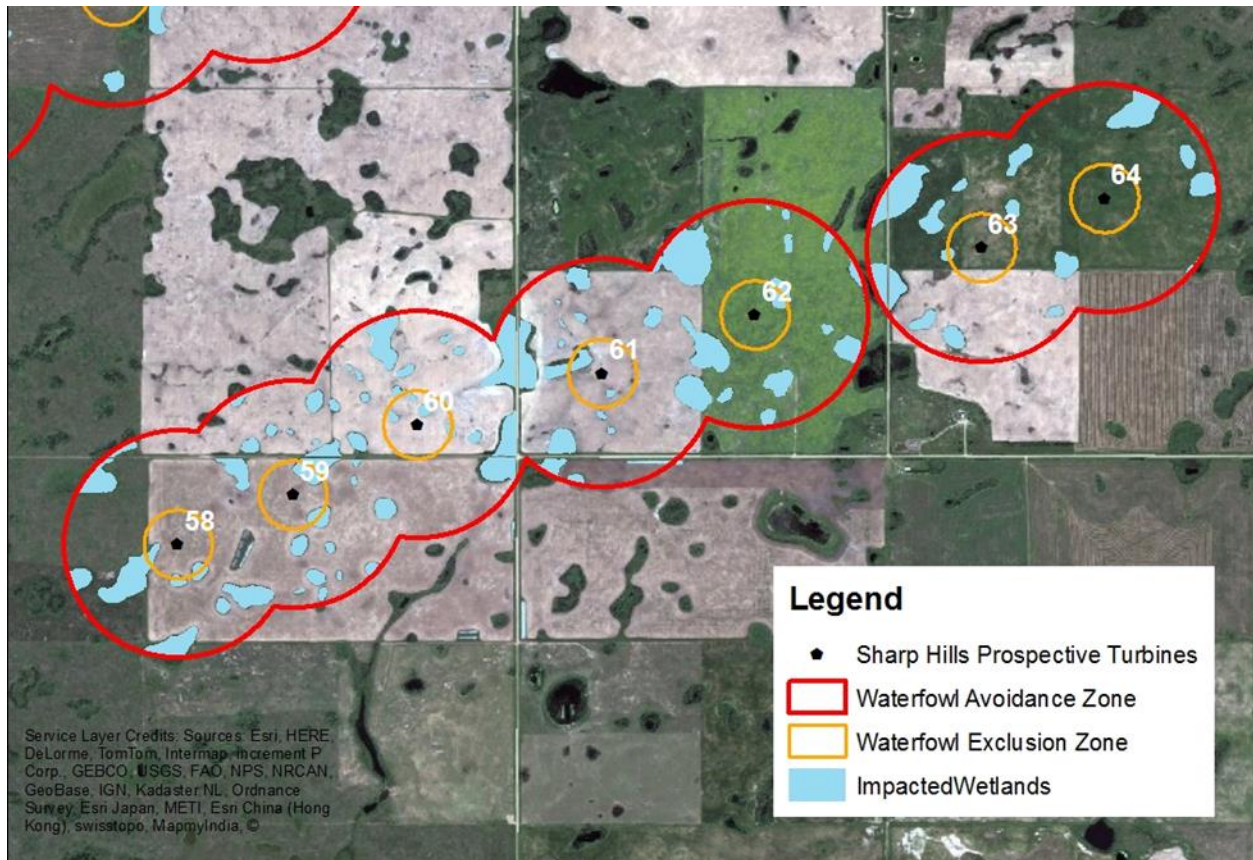 64
63
62
61
60
59
58
Legend
Sharp Hills Prospective Turbines
Waterfowl Avoidance Zone
Waterfowl Exclusion Zone
ImpactedWetlands
Service Layer Credits: Sources: Esri, HERE,
DeLorme, TomTom, Intermap, increment P
Corp., GEBCO, USGS, FAO, NPS, NRCAN,
GeoBase, IGN, Kadaster NL, Ordnance
Survey, Esri Japan, METI, Esri China (Hong
Kong), swisstopo, MapmyIndia, ©